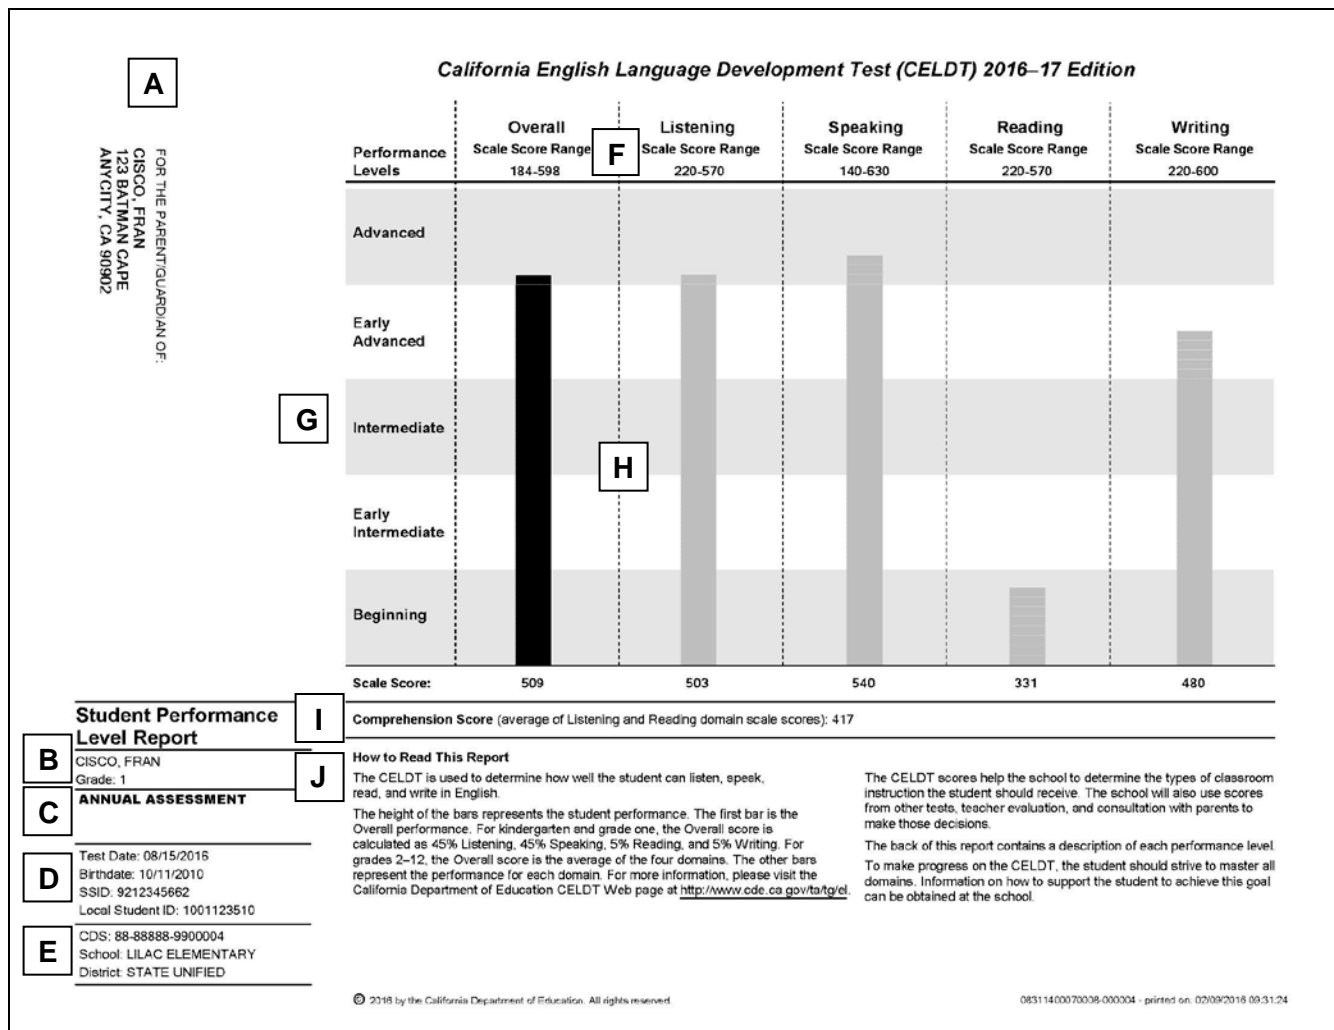 A
FOR THE PARENT/GUARDIAN OF:
CISCO, FRAN
123 BATMAN CAPE
ANYCITY, CA 90902
California English Language Development Test (CELDT) 2016–17 Edition
Performance Levels
Overall
Scale Score Range
184-598
F
Listening
Scale Score Range
220-570
Speaking
Scale Score Range
140-630
Reading
Scale Score Range
220-570
Writing
Scale Score Range
220-600
Advanced
Early
Advanced
G
Intermediate
H
Early
Intermediate
Beginning
Scale Score: 509 503 540 331 480
Student Performance
Level Report
B
CISCO, FRAN
Grade: 1
C
ANNUAL ASSESSMENT
D
Test Date: 08/15/2016
Birthdate: 10/11/2010
SSID: 9212345662
Local Student ID: 1001123510
E
CDS: 88-88888-9900004
School: LILAC ELEMENTARY
District: STATE UNIFIED
I
Comprehension Score (average of Listening and Reading domain scale scores): 417
J
How to Read This Report
The CELDT is used to determine how well the student can listen, speak,
read, and write in English.
The height of the bars represents the student performance. The first bar is the
Overall performance. For kindergarten and grade one, the Overall score is
calculated as 45% Listening, 45% Speaking, 5% Reading, and 5% Writing. For
grades 2–12, the Overall score is the average of the four domains. The other bars
represent the performance for each domain. For more information, please visit the
California Department of Education CELDT Web page at http://www.cde.ca.gov/ta/tg/el.
The CELDT scores help the school to determine the types of classroom
instruction the student should receive. The school will also use scores
from other tests, teacher evaluation, and consultation with parents to
make those decisions.
The back of this report contains a description of each performance level.
To make progress on the CELDT, the student should strive to master all
domains. Information on how to support the student to achieve this goal
can be obtained at the school.
© 2016 by the California Department of Education. All rights reserved.
08311400070008-000004 - printed on: 02/09/2016 09:31:24